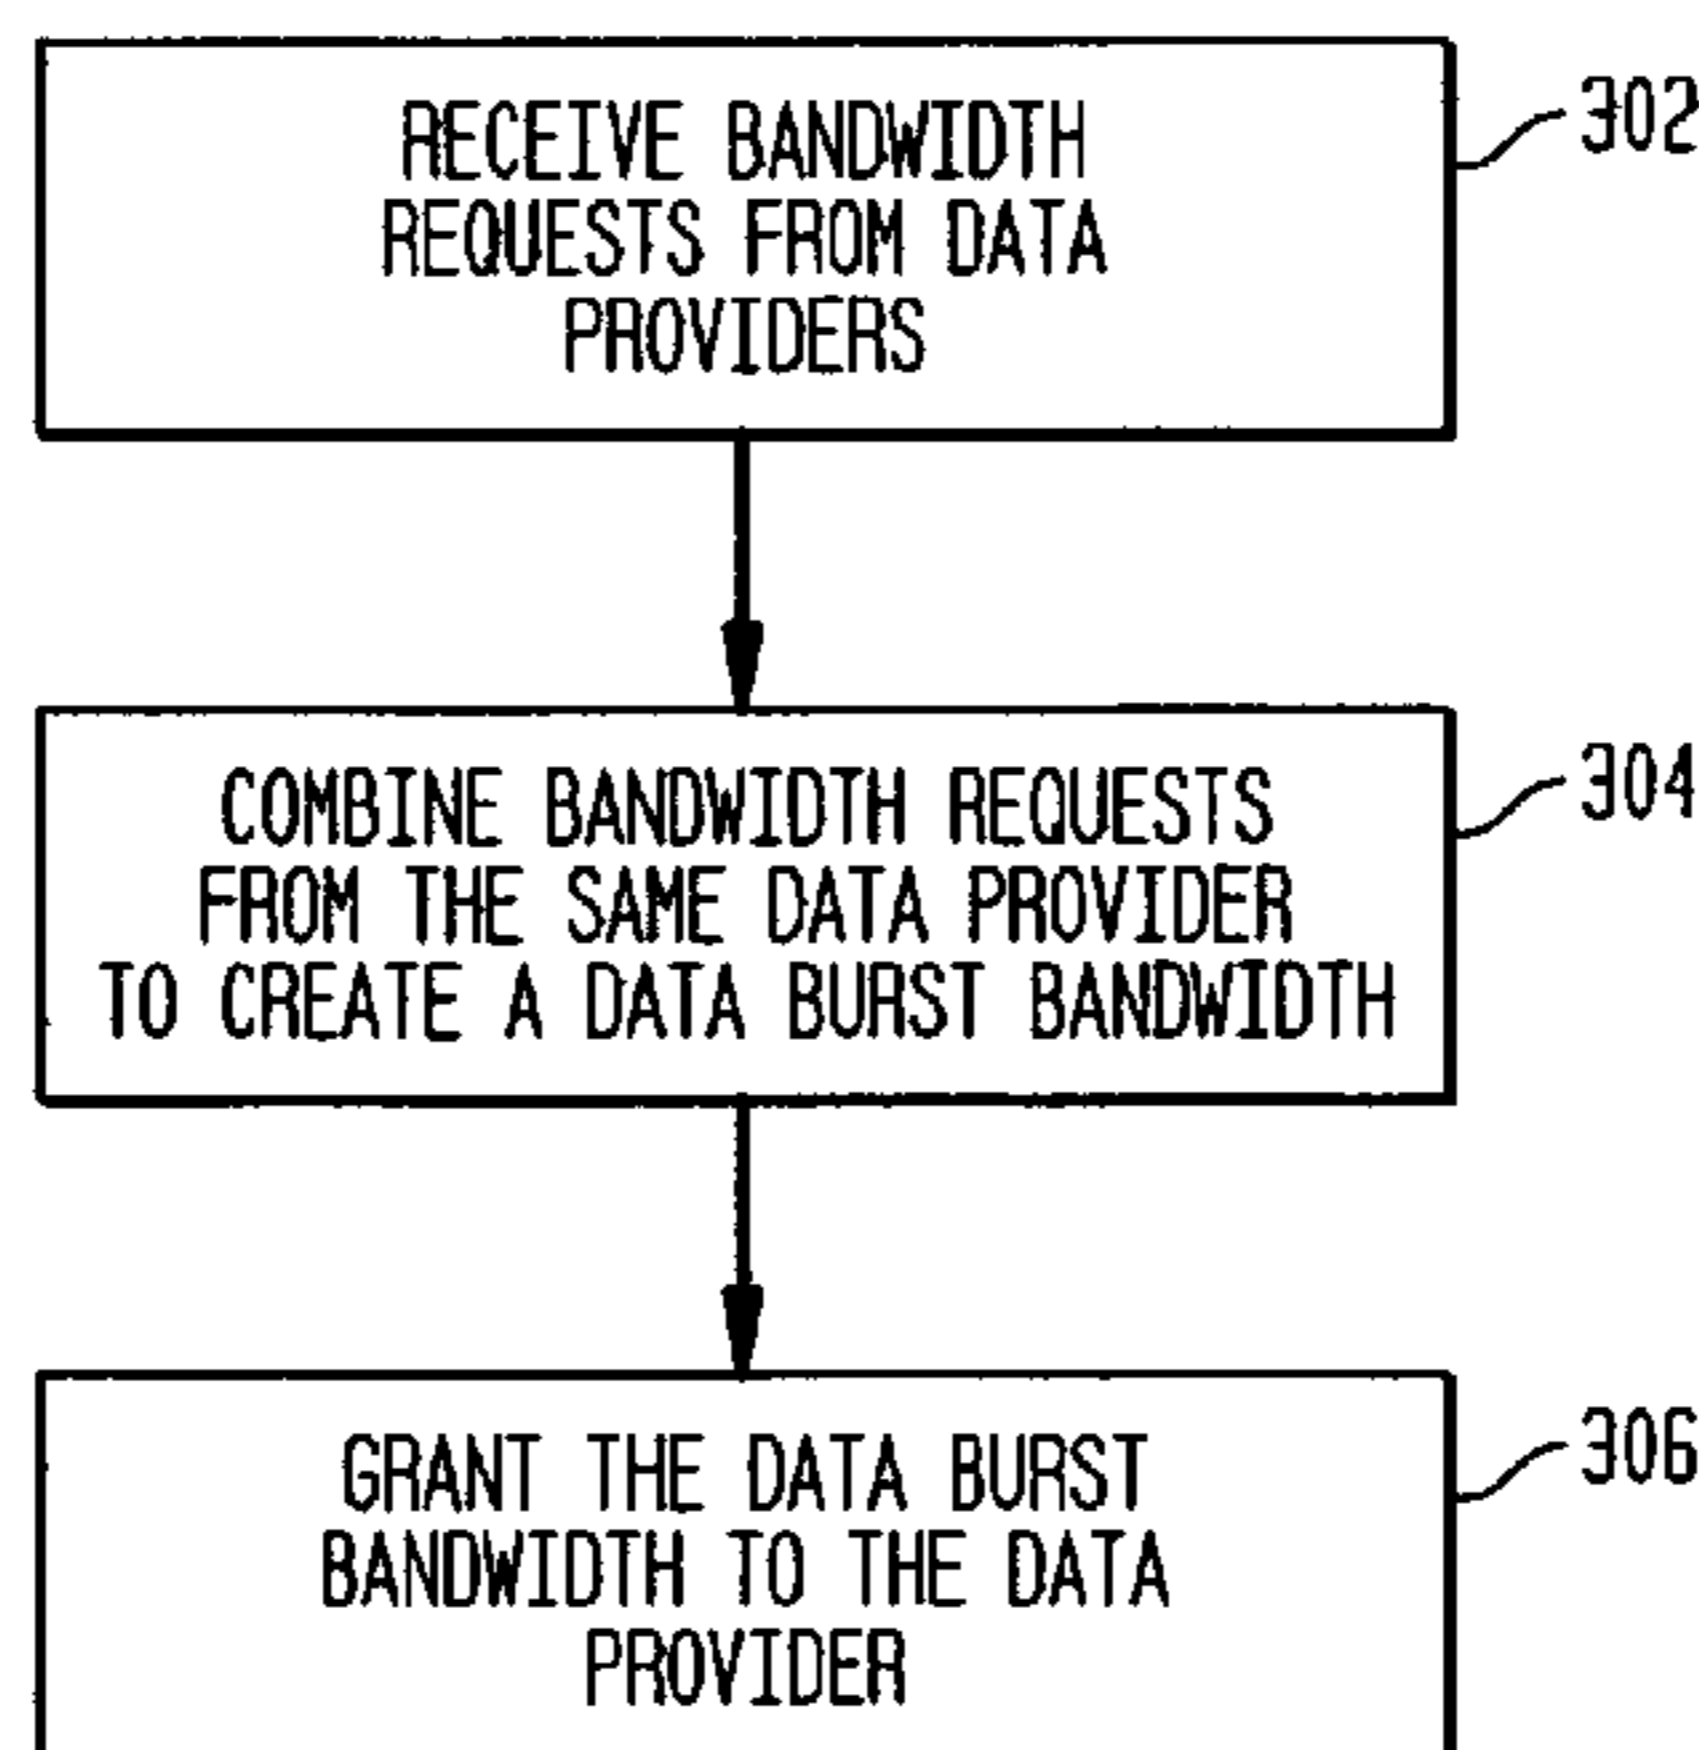 RECEIVE BANDWIDTH
REQUESTS FROM DATA
PROVIDERS
302
COMBINE BANDWIDTH REQUESTS
FROM THE SAME DATA PROVIDER
TO CREATE A DATA BURST BANDWIDTH
304
GRANT THE DATA BURST
BANDWIDTH TO THE DATA
PROVIDER
306